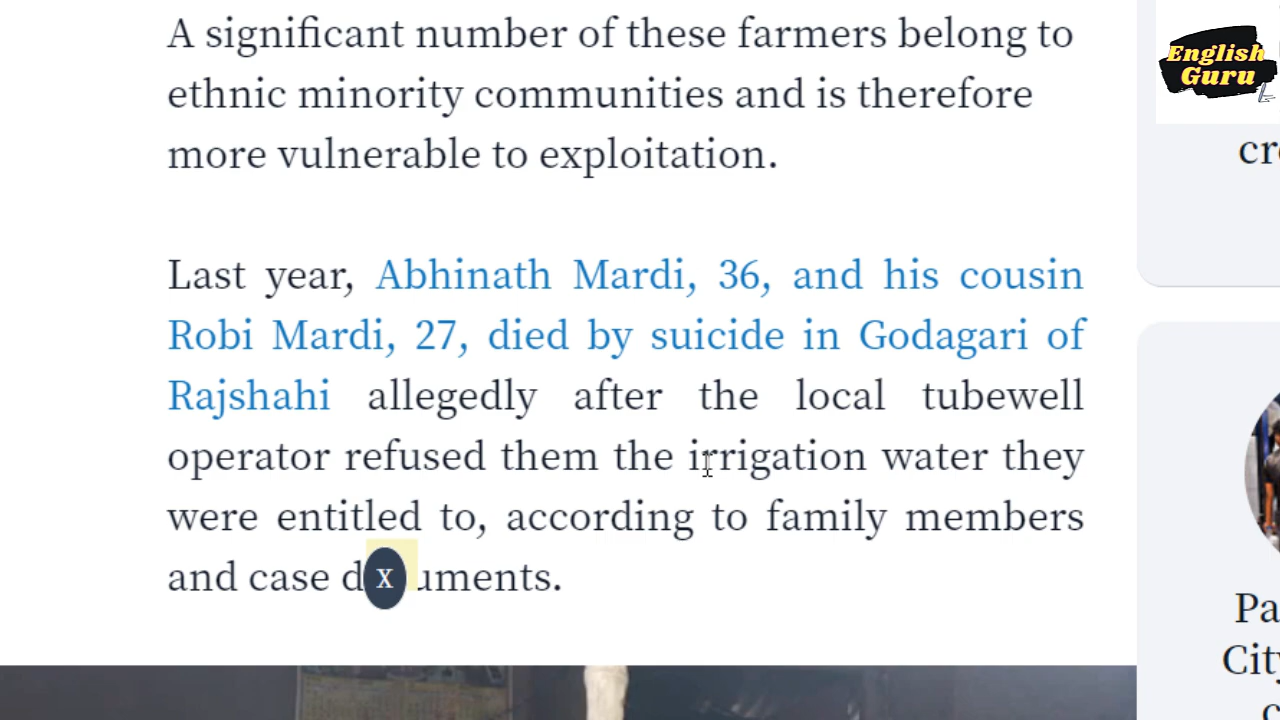 A significant number of these farmers belong to
ethnic minority communities and is therefore
more vulnerable to exploitation.
Last year, Abhinath Mardi, 36, and his cousin
Robi Mardi, 27, died by suicide in Godagari of
Rajshahi allegedly after the local tubewell
operator refused them the irrigation water they
were entitled to, according to family members
and case d x uments.
English
Guru